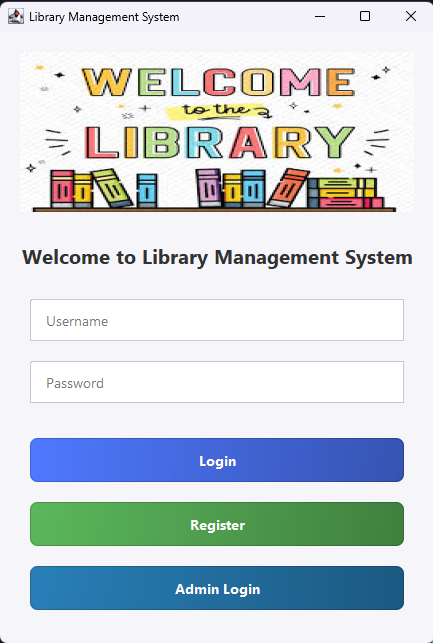 Library Management System
WELCOME
to the
LIBRARY
Welcome to Library Management System
Username
Password
Login
Register
Admin Login